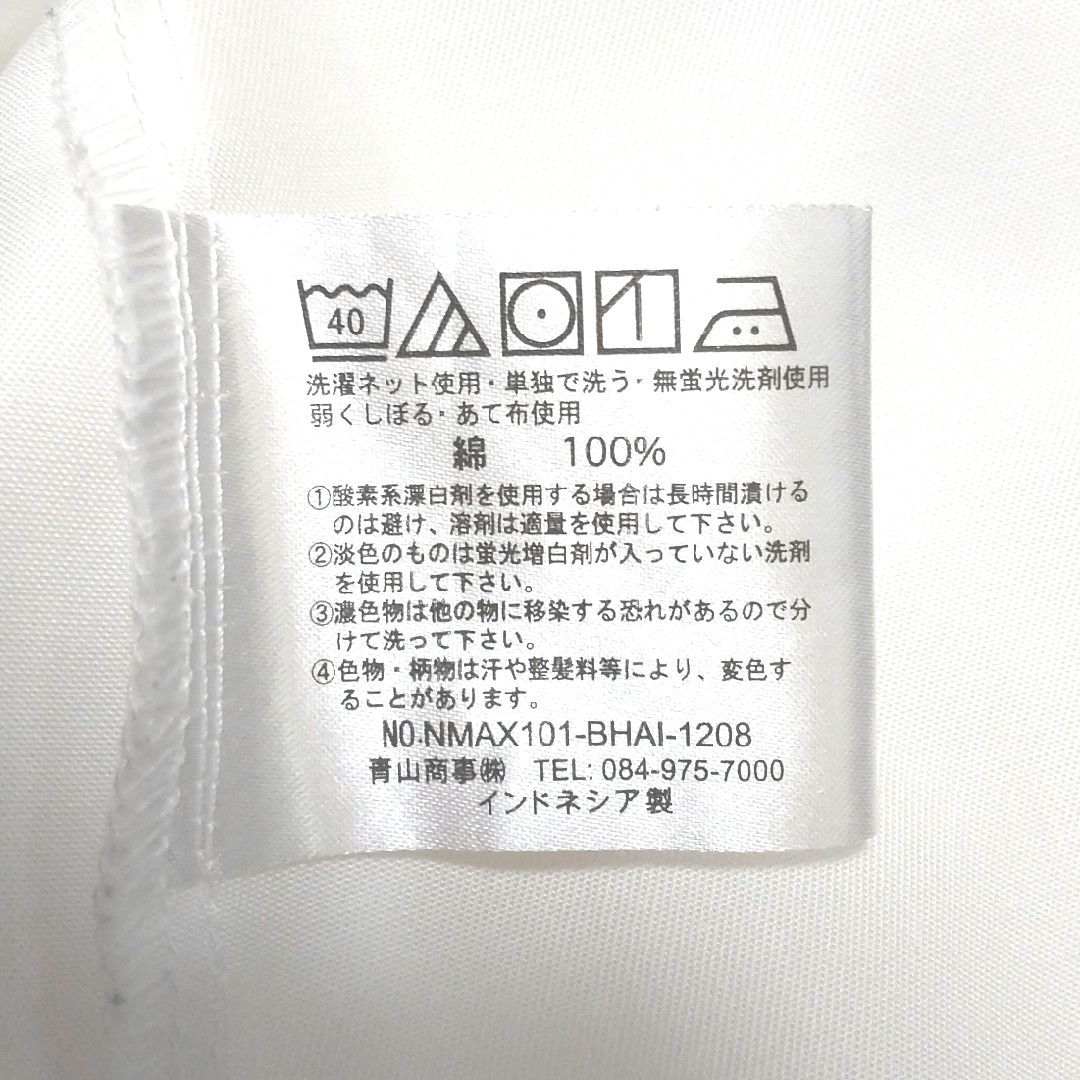 40
洗濯ネット使用・単独で洗う・無蛍光洗剤使用
弱くしぼる・あて布使用
綿 100%
①酸素系漂白剤を使用する場合は長時間漬ける
のは避け、溶剤は適量を使用して下さい。
②淡色のものは蛍光増白剤が入っていない洗剤
を使用して下さい。
③濃色物は他の物に移染する恐れがあるので分
けて洗って下さい。
④色物・柄物は汗や整髪料等により、変色す
ることがあります。
NO.NMAX101-BHAI-1208
青山商事㈱ TEL: 084-975-7000
インドネシア製